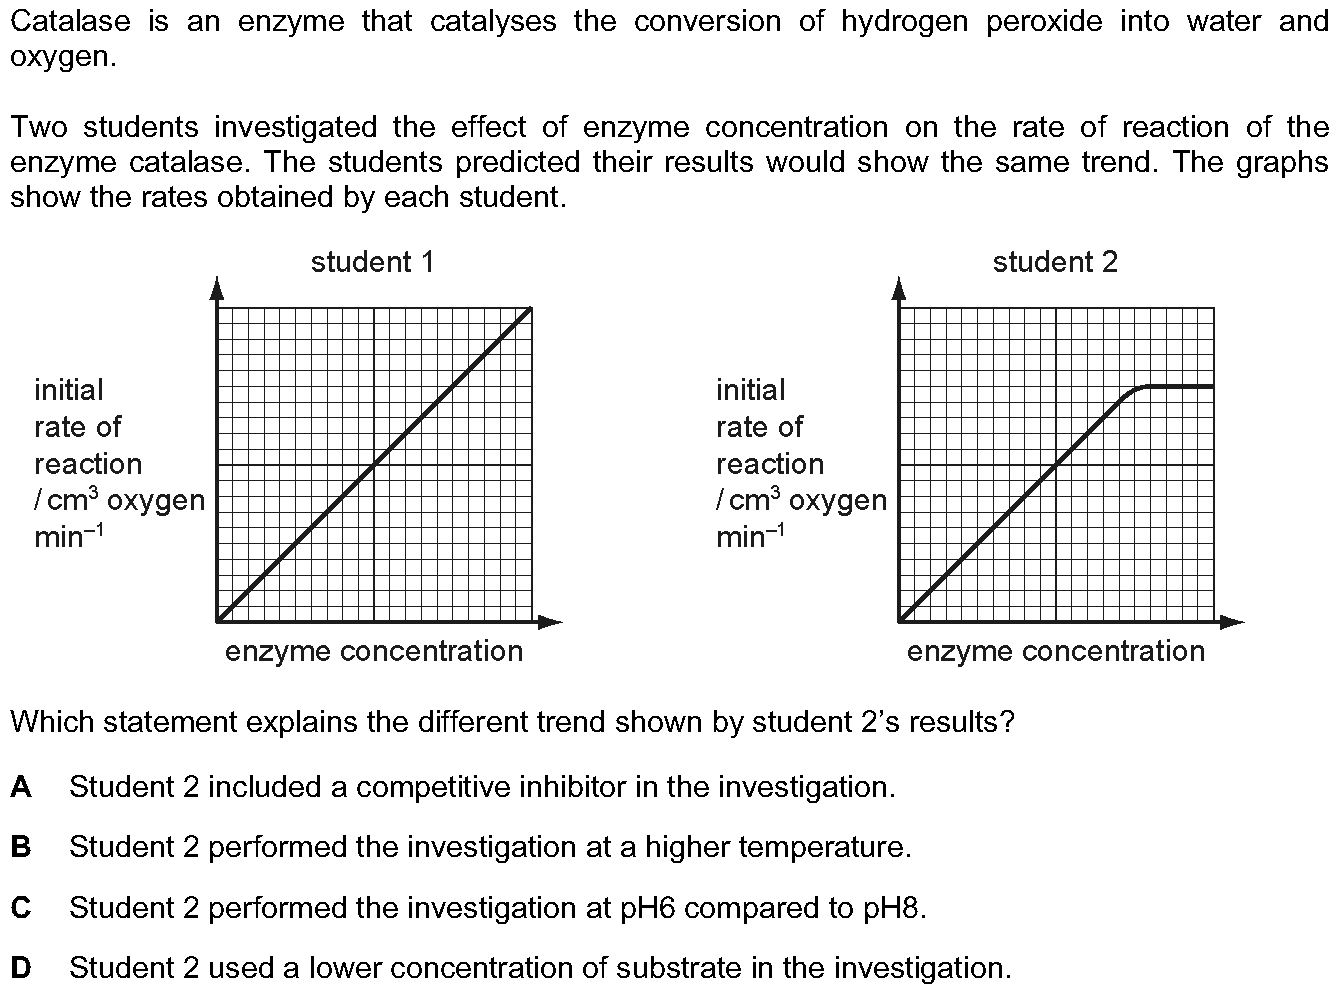 Catalase is an enzyme that catalyses the conversion of hydrogen peroxide into water and
oxygen.
Two students investigated the effect of enzyme concentration on the rate of reaction of the
enzyme catalase. The students predicted their results would show the same trend. The graphs
show the rates obtained by each student.
student 1
initial
rate of
reaction
/ cm³ oxygen
min⁻¹
enzyme concentration
student 2
initial
rate of
reaction
/ cm³ oxygen
min⁻¹
enzyme concentration
Which statement explains the different trend shown by student 2’s results?
A Student 2 included a competitive inhibitor in the investigation.
B Student 2 performed the investigation at a higher temperature.
C Student 2 performed the investigation at pH6 compared to pH8.
D Student 2 used a lower concentration of substrate in the investigation.